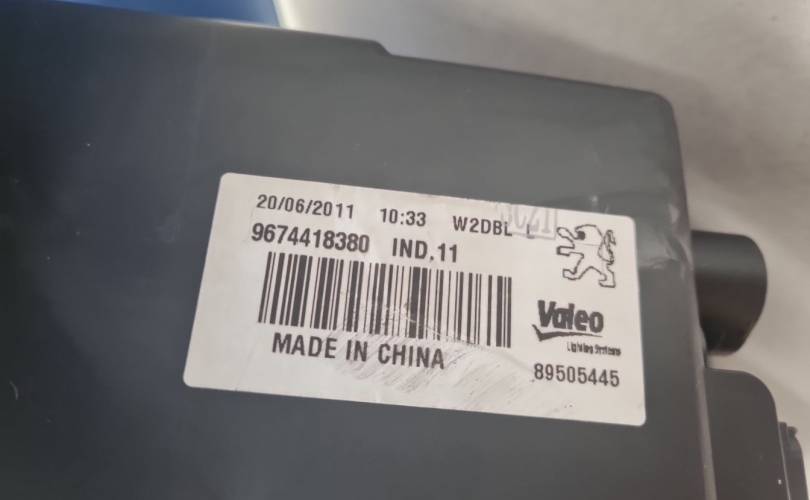 20/06/2011 10:33 W2DBL
9674418380 IND.11
MADE IN CHINA
Valeo
Lighting Systems
89505445